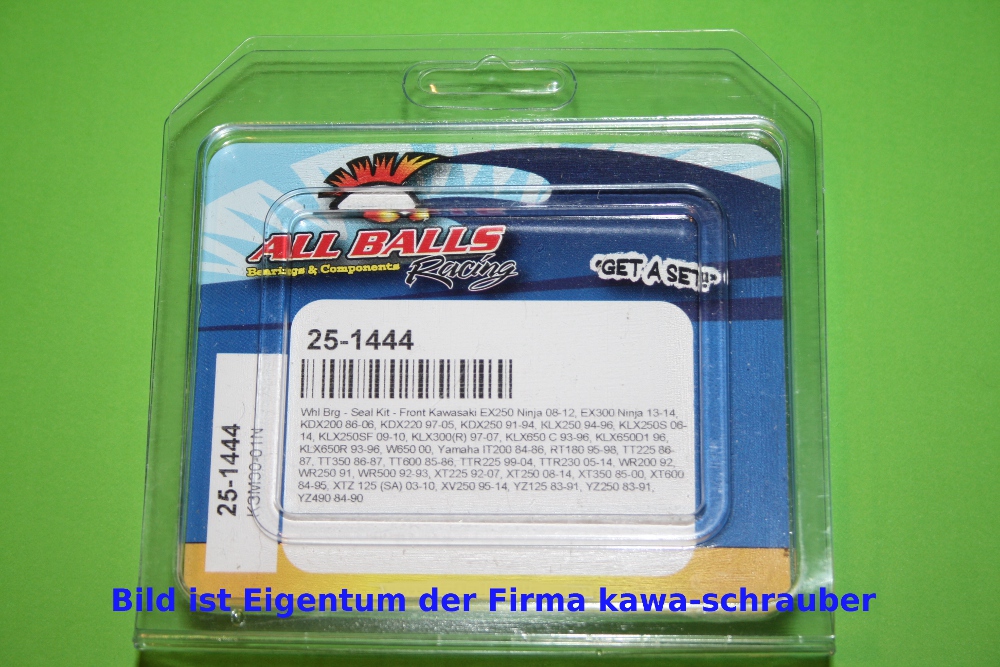 ALL BALLS
Bearings & Components Racing
"GET A SET!"
25-1444
Whl Brg - Seal Kit - Front Kawasaki EX250 Ninja 08-12, EX300 Ninja 13-14,
KDX200 86-06, KDX220 97-05, KDX250 91-94, KLX250 94-96, KLX250S 06-
14, KLX250SF 09-10, KLX300(R) 97-07, KLX650 C 93-96, KLX650D1 96,
KLX650R 93-96, W650 00, Yamaha IT200 84-86, RT180 95-98, TT225 86-
87, TT350 86-87, TT600 85-86, TTR225 99-04, TTR230 05-14, WR200 92,
WR250 91, WR500 92-93, XT225 92-07, XT250 08-14, XT350 85-00, XT600
84-95, XTZ 125 (SA) 03-10, XV250 95-14, YZ125 83-91, YZ250 83-91,
YZ490 84-90
25-1444
K3M30-01N
Bild ist Eigentum der Firma kawa-schrauber